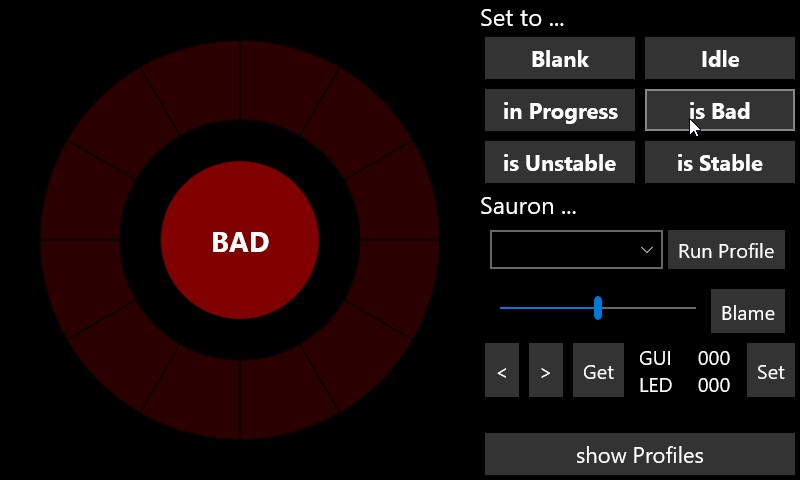 BAD
Set to ...
Blank
Idle
in Progress
is Bad
is Unstable
is Stable
Sauron ...
Run Profile
Blame
<
>
Get
GUI 000
LED 000
Set
show Profiles